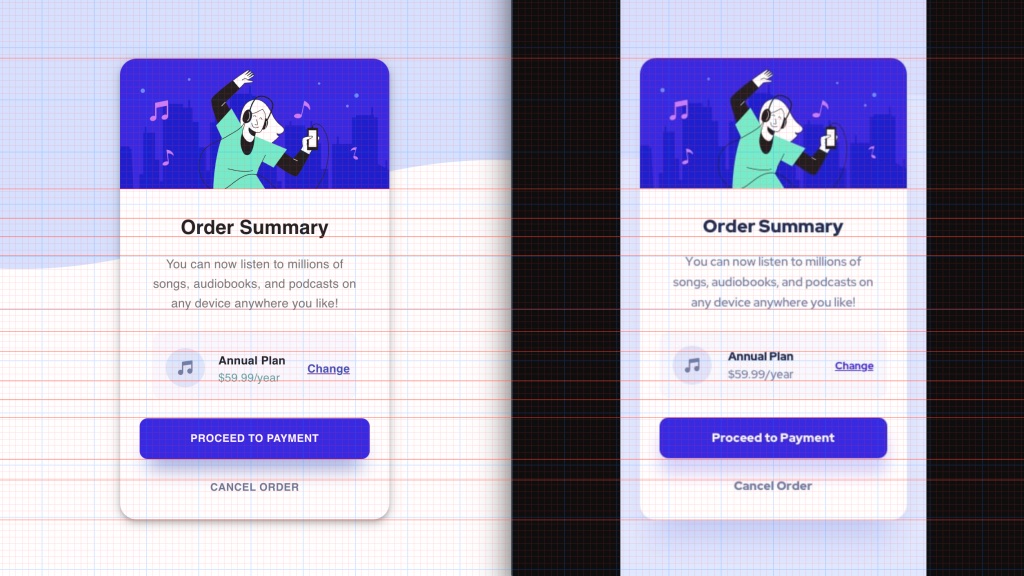 Order Summary
You can now listen to millions of
songs, audiobooks, and podcasts on
any device anywhere you like!
Annual Plan
$59.99/year
Change
PROCEED TO PAYMENT
CANCEL ORDER
Order Summary
You can now listen to millions of
songs, audiobooks, and podcasts on
any device anywhere you like!
Annual Plan
$59.99/year
Change
Proceed to Payment
Cancel Order